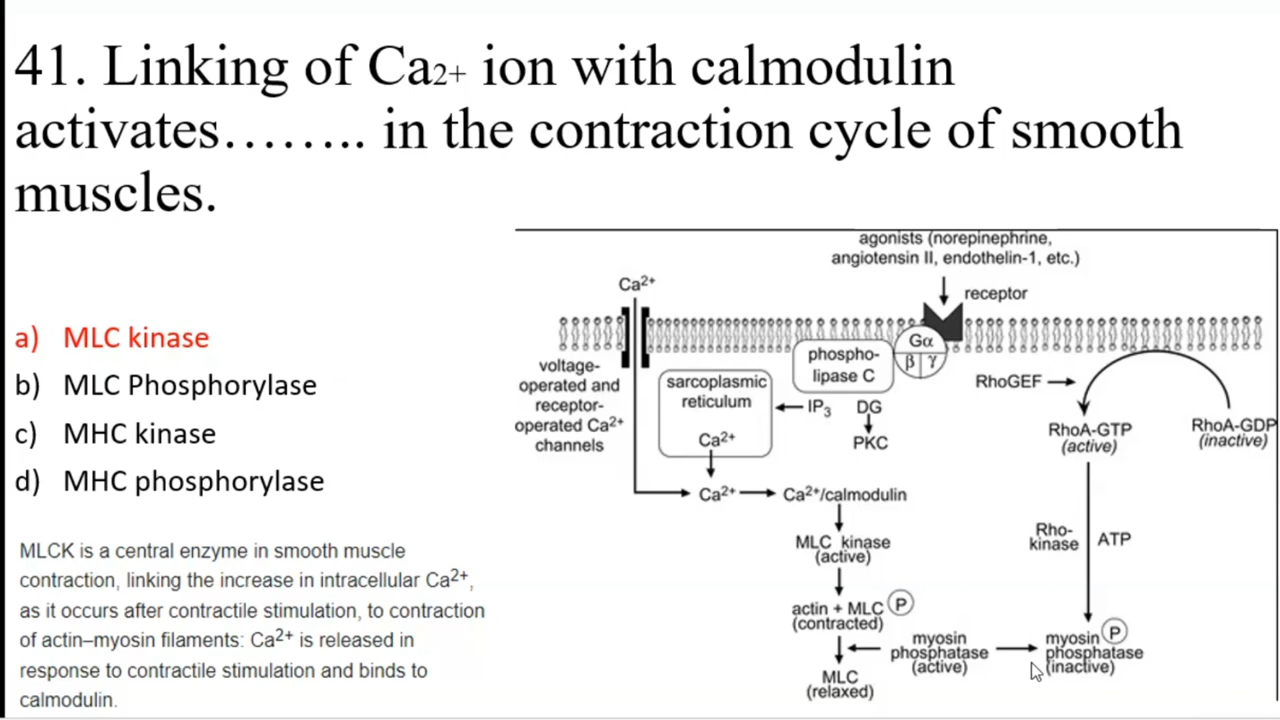 41. Linking of Ca2+ ion with calmodulin
activates…….. in the contraction cycle of smooth
muscles.
a) MLC kinase
b) MLC Phosphorylase
c) MHC kinase
d) MHC phosphorylase
MLCK is a central enzyme in smooth muscle
contraction, linking the increase in intracellular Ca²⁺,
as it occurs after contractile stimulation, to contraction
of actin–myosin filaments: Ca²⁺ is released in
response to contractile stimulation and binds to
calmodulin.
agonists (norepinephrine,
angiotensin II, endothelin-1, etc.)
Ca²⁺
receptor
Gα
β γ
phospho-
lipase C
voltage-
operated and
receptor-
operated Ca²⁺
channels
sarcoplasmic
reticulum
Ca²⁺
IP₃
DG
PKC
RhoGEF
RhoA-GTP
(active)
RhoA-GDP
(inactive)
Ca²⁺
Ca²⁺/calmodulin
MLC kinase
(active)
Rho-
kinase
ATP
actin + MLC P
(contracted)
myosin
phosphatase
(active)
myosin P
phosphatase
(inactive)
MLC
(relaxed)